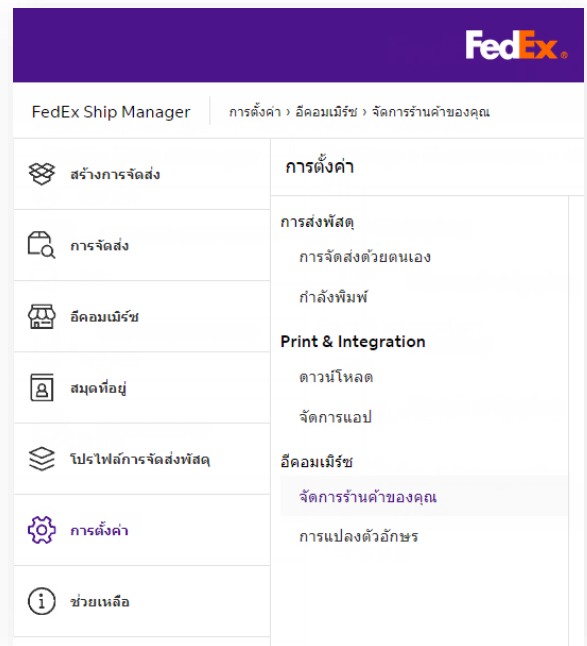 FedEx®
FedEx Ship Manager
การตั้งค่า › อีคอมเมิร์ซ › จัดการร้านค้าของคุณ
สร้างการจัดส่ง
การจัดส่ง
อีคอมเมิร์ซ
สมุดที่อยู่
โปรไฟล์การจัดส่งพัสดุ
การตั้งค่า
ช่วยเหลือ
การตั้งค่า
การส่งพัสดุ
การจัดส่งด้วยตนเอง
กำลังพิมพ์
Print & Integration
ดาวน์โหลด
จัดการแอป
อีคอมเมิร์ซ
จัดการร้านค้าของคุณ
การแปลงตัวอักษร